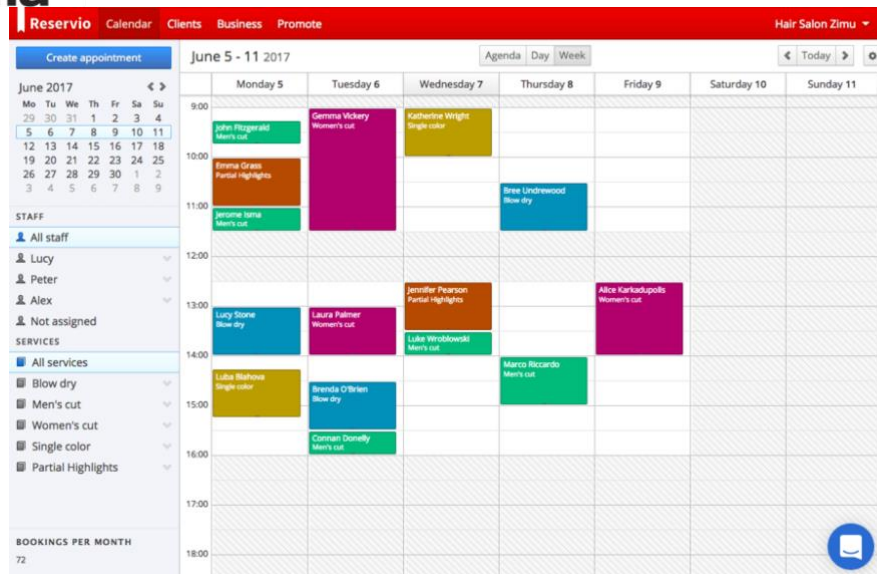 Reservio Calendar Clients Business Promote Hair Salon Zimu
Create appointment
June 5 - 11 2017
Agenda Day Week
Today
June 2017
Mo Tu We Th Fr Sa Su
29 30 31 1 2 3 4
5 6 7 8 9 10 11
12 13 14 15 16 17 18
19 20 21 22 23 24 25
26 27 28 29 30 1 2
3 4 5 6 7 8 9
STAFF
All staff
Lucy
Peter
Alex
Not assigned
SERVICES
All services
Blow dry
Men's cut
Women's cut
Single color
Partial Highlights
BOOKINGS PER MONTH
72
Monday 5
Tuesday 6
Wednesday 7
Thursday 8
Friday 9
Saturday 10
Sunday 11
9:00
10:00
11:00
12:00
13:00
14:00
15:00
16:00
17:00
18:00
John Fitzgerald
Men's cut
Emma Grass
Partial Highlights
Jerome Isma
Men's cut
Lucy Stone
Blow dry
Luba Blahova
Single color
Gemma Vickery
Women's cut
Laura Palmer
Women's cut
Brenda O'Brien
Blow dry
Connan Donelly
Men's cut
Katherine Wright
Single color
Jennifer Pearson
Partial Highlights
Luke Wroblowski
Men's cut
Bree Undrewood
Blow dry
Marco Riccardo
Men's cut
Alice Karkadupolis
Women's cut